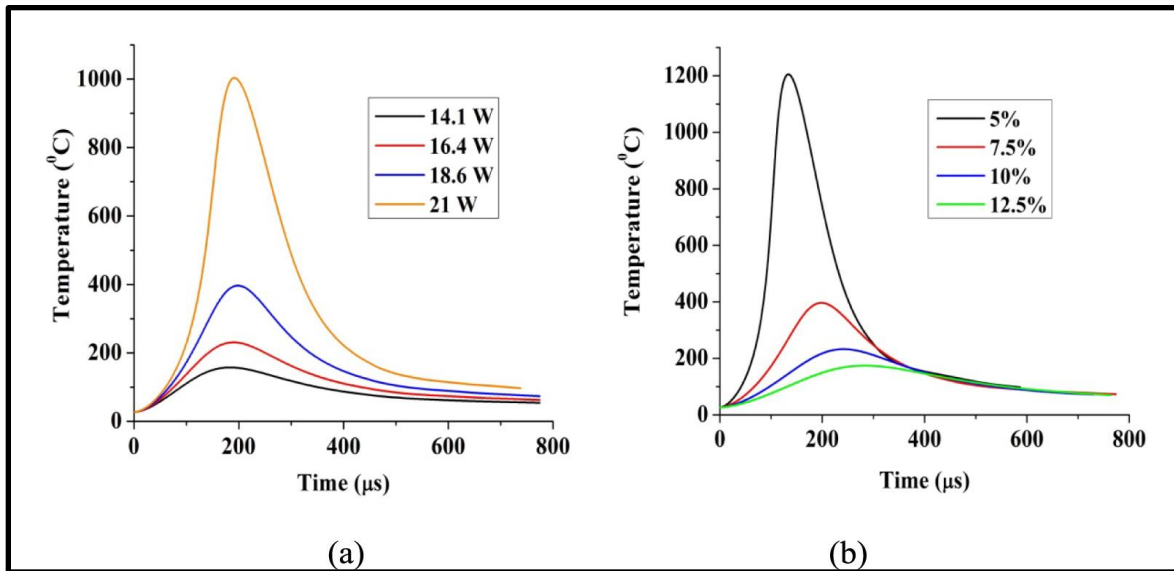 Temperature (⁰C)
1000
800
600
400
200
0
0 200 400 600 800
Time (μs)
14.1 W
16.4 W
18.6 W
21 W
(a)
Temperature (⁰C)
1200
1000
800
600
400
200
0
0 200 400 600 800
Time (μs)
5%
7.5%
10%
12.5%
(b)